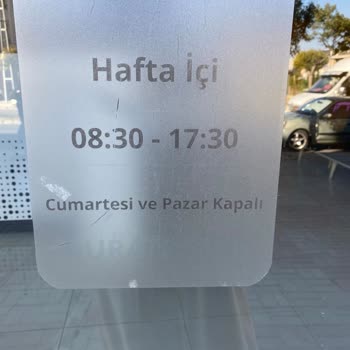 Hafta İçi
08:30 - 17:30
Cumartesi ve Pazar Kapalı